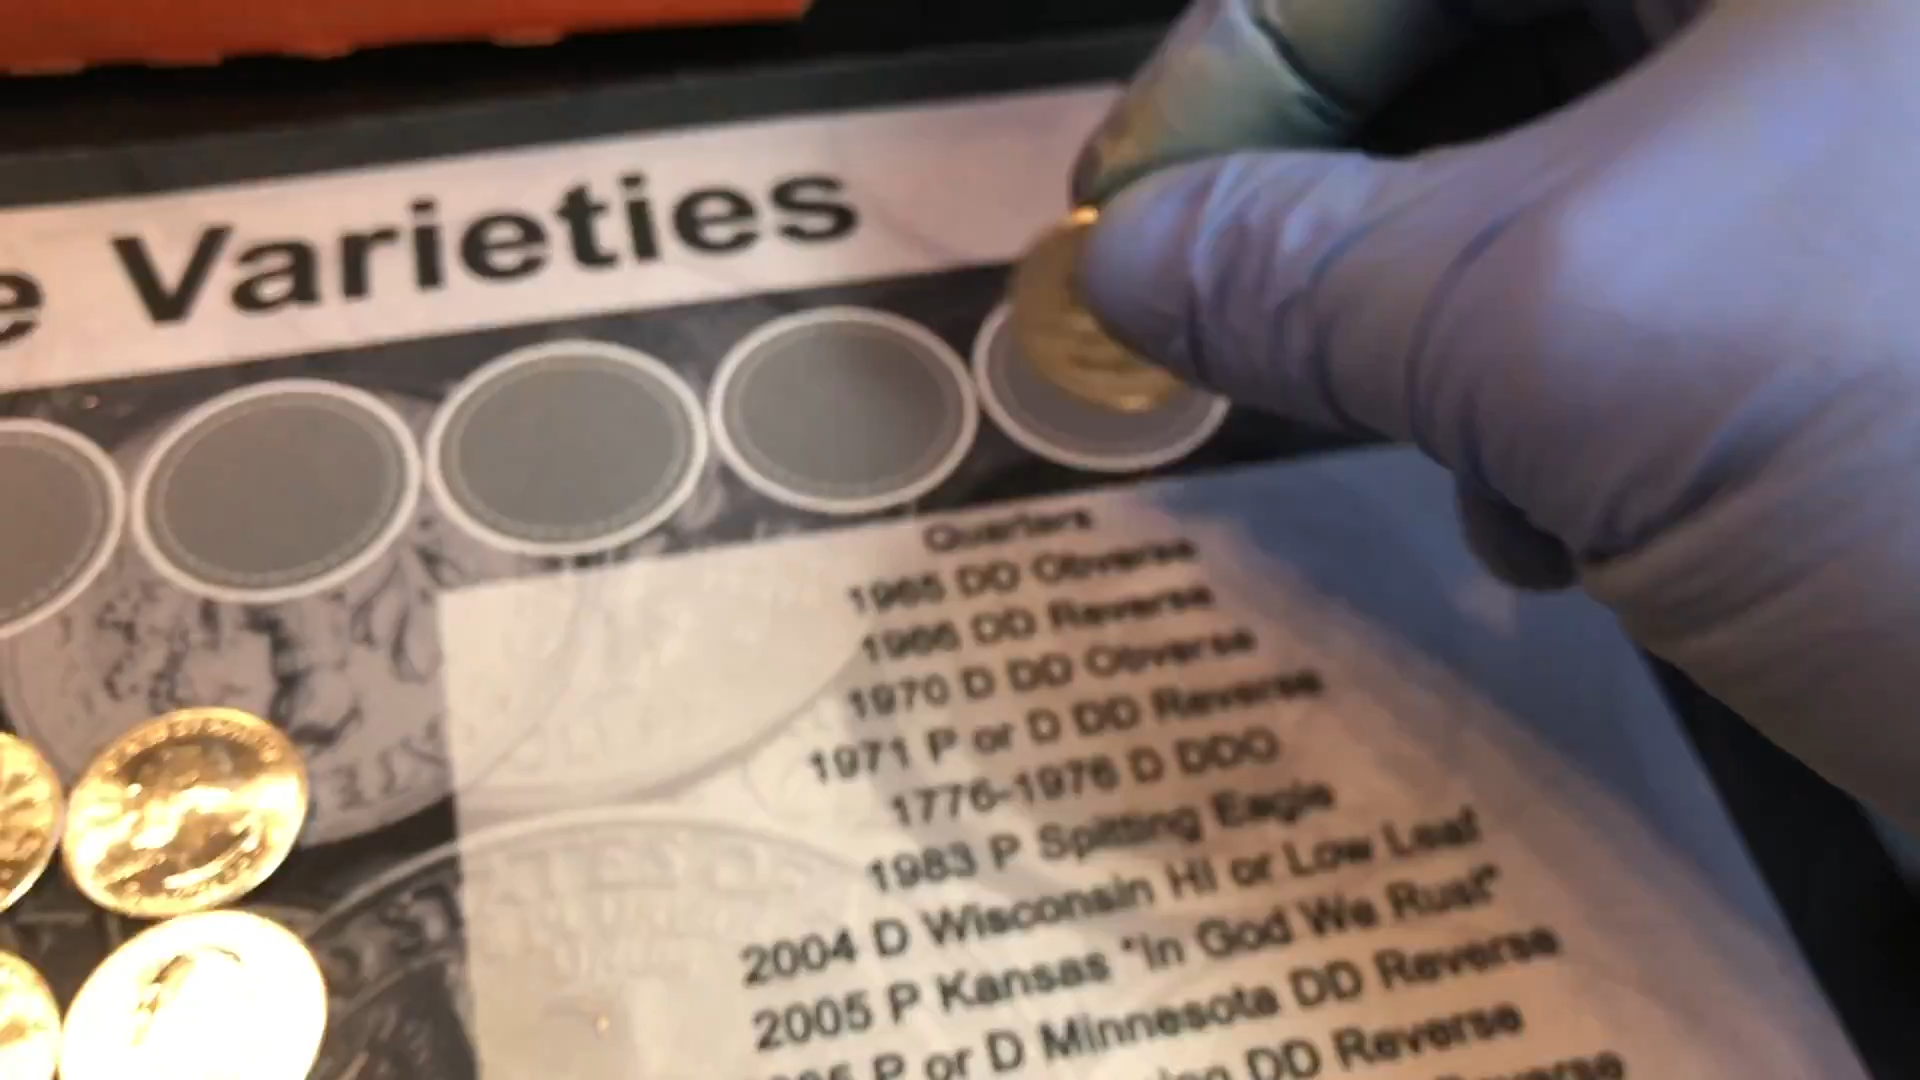 e Varieties
Quarters
1965 DD Obverse
1966 DD Reverse
1970 D DD Obverse
1971 P or D DD Reverse
1776-1976 D DDO
1983 P Spitting Eagle
2004 D Wisconsin HI or Low Leaf
2005 P Kansas "In God We Rust"
P or D Minnesota DD Reverse
DD Reverse